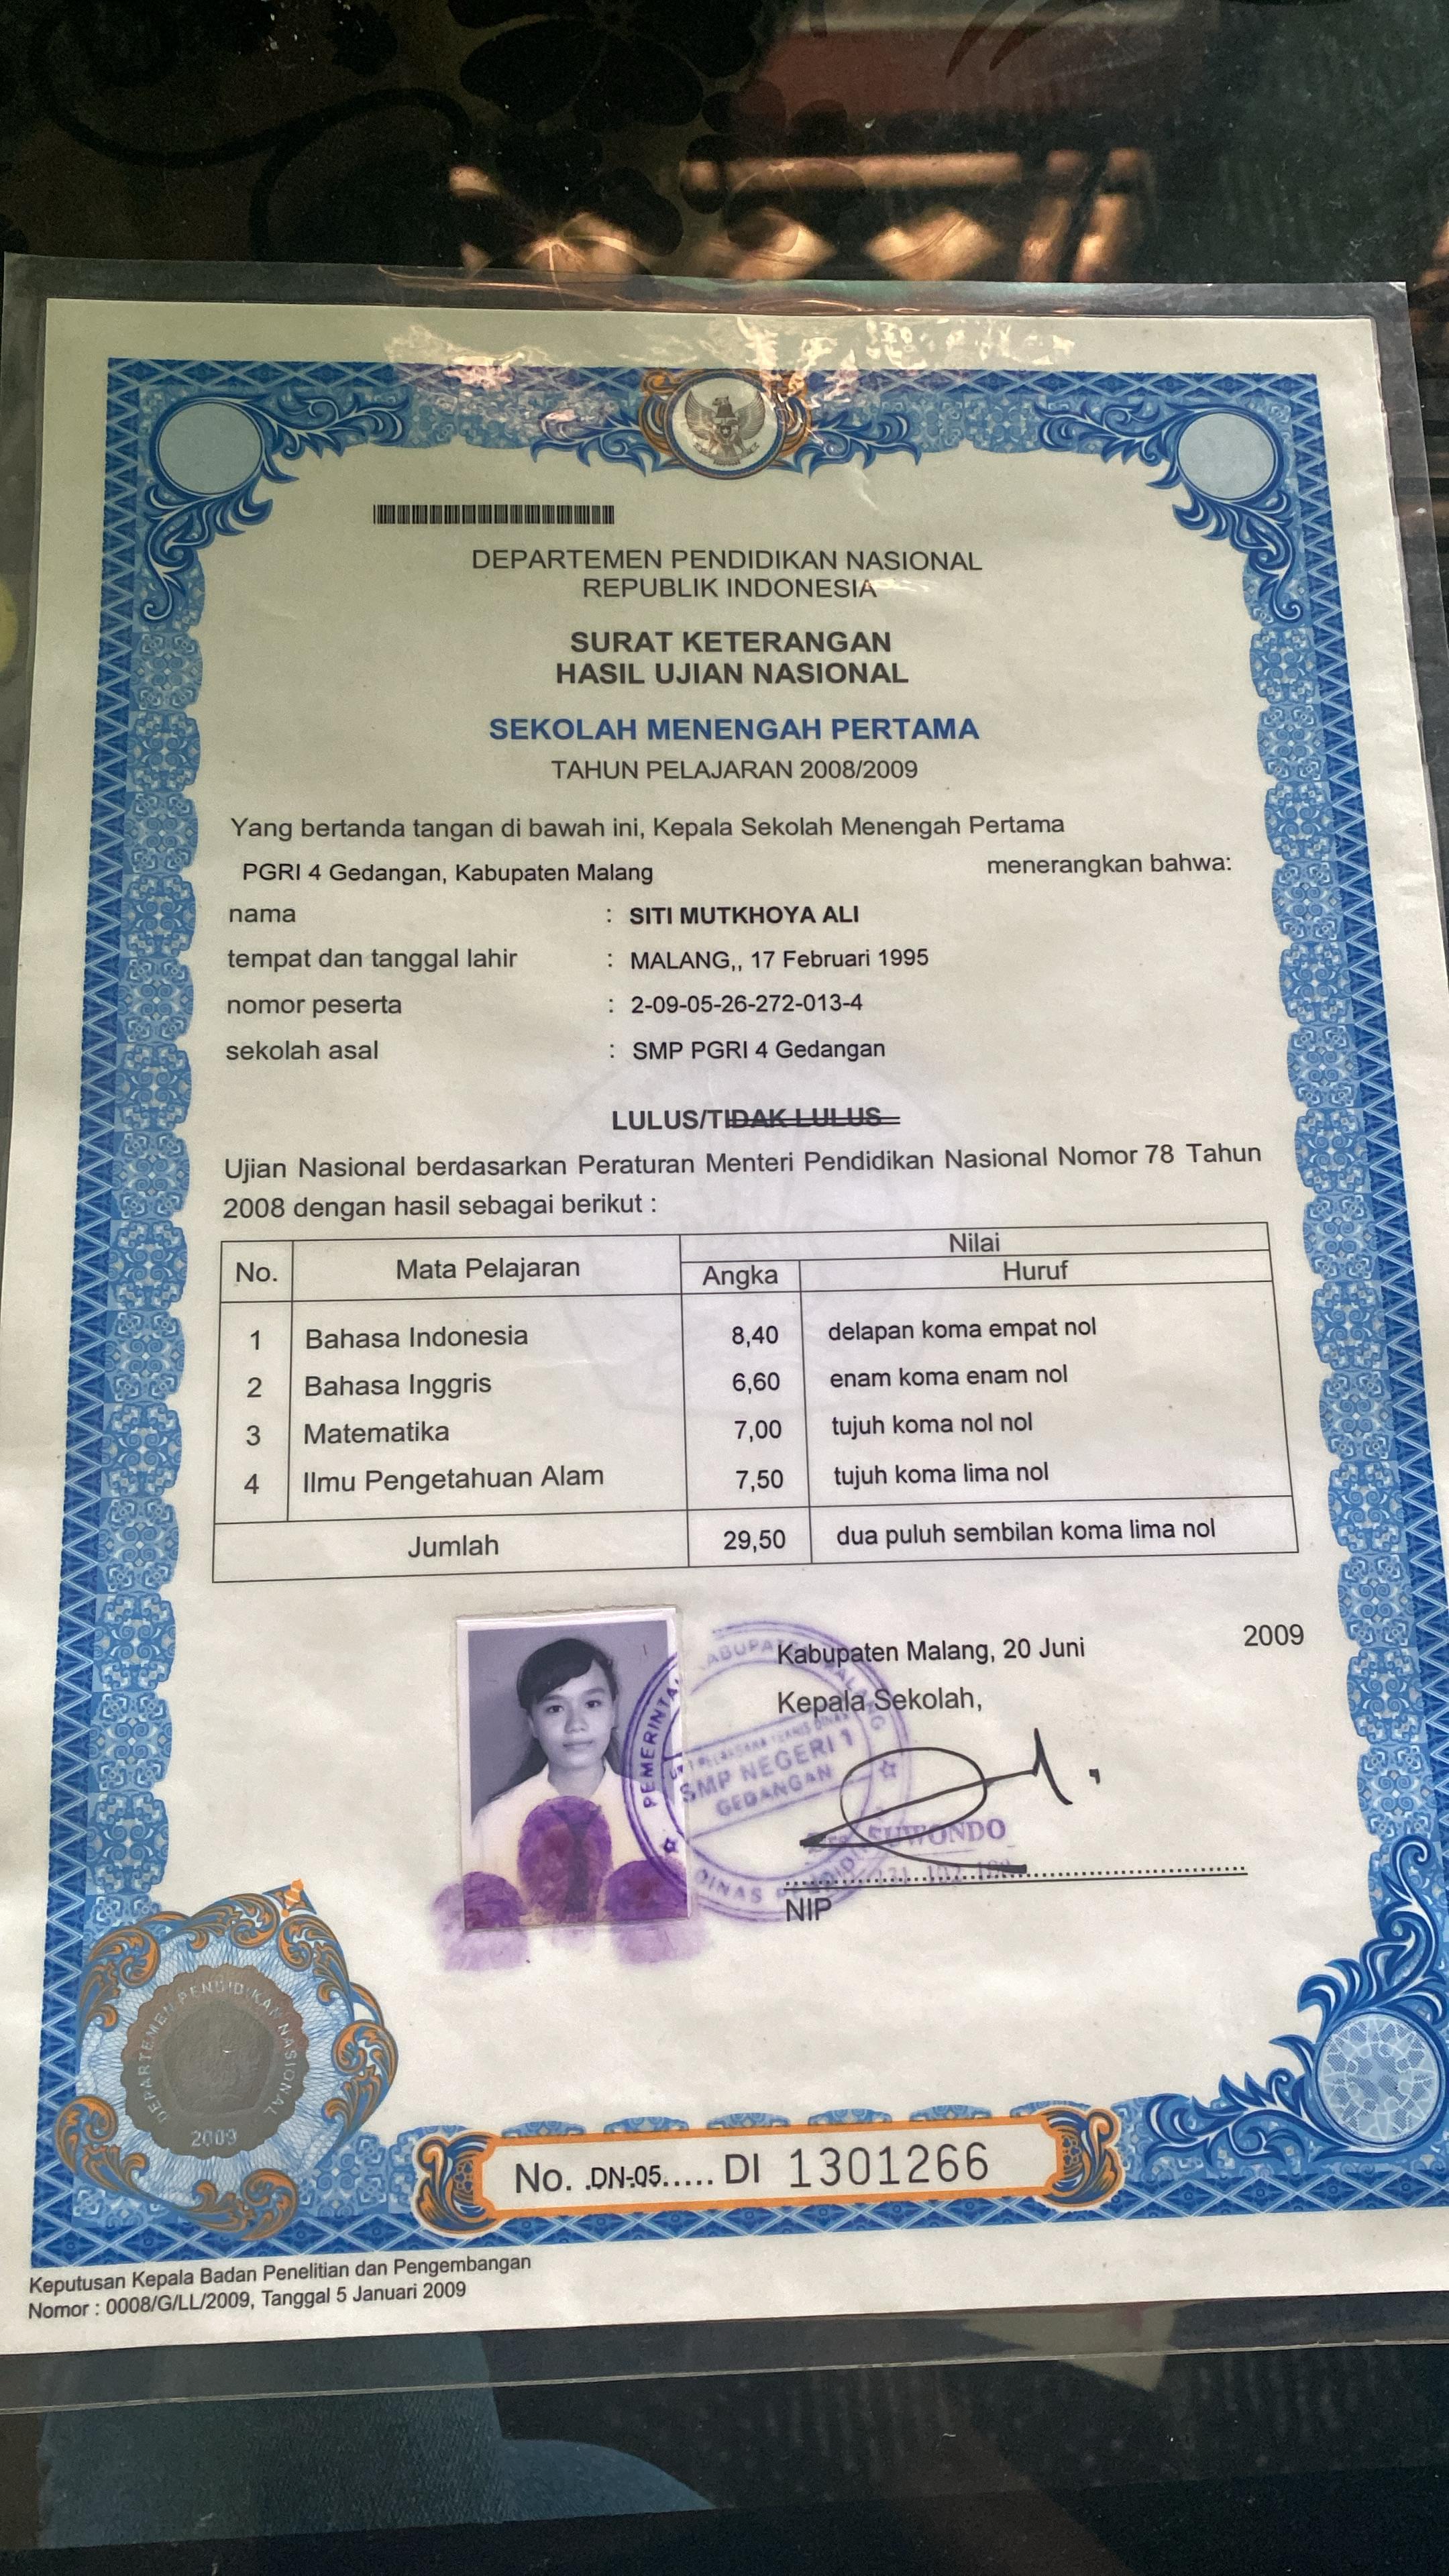 DEPARTEMEN PENDIDIKAN NASIONAL
REPUBLIK INDONESIA
SURAT KETERANGAN
HASIL UJIAN NASIONAL
SEKOLAH MENENGAH PERTAMA
TAHUN PELAJARAN 2008/2009
Yang bertanda tangan di bawah ini, Kepala Sekolah Menengah Pertama
PGRI 4 Gedangan, Kabupaten Malang menerangkan bahwa:
nama : SITI MUTKHOYA ALI
tempat dan tanggal lahir : MALANG,, 17 Februari 1995
nomor peserta : 2-09-05-26-272-013-4
sekolah asal : SMP PGRI 4 Gedangan
LULUS/TIDAK LULUS
Ujian Nasional berdasarkan Peraturan Menteri Pendidikan Nasional Nomor 78 Tahun
2008 dengan hasil sebagai berikut :
No. Mata Pelajaran Nilai
Angka Huruf
1 Bahasa Indonesia 8,40 delapan koma empat nol
2 Bahasa Inggris 6,60 enam koma enam nol
3 Matematika 7,00 tujuh koma nol nol
4 Ilmu Pengetahuan Alam 7,50 tujuh koma lima nol
Jumlah 29,50 dua puluh sembilan koma lima nol
Kabupaten Malang, 20 Juni 2009
Kepala Sekolah,
SMP NEGERI 1
GEDANGAN
SUWONDO
NIP
DEPARTEMEN PENDIDIKAN NASIONAL
2009
No. .DN-05..... DI 1301266
Keputusan Kepala Badan Penelitian dan Pengembangan
Nomor : 0008/G/LL/2009, Tanggal 5 Januari 2009